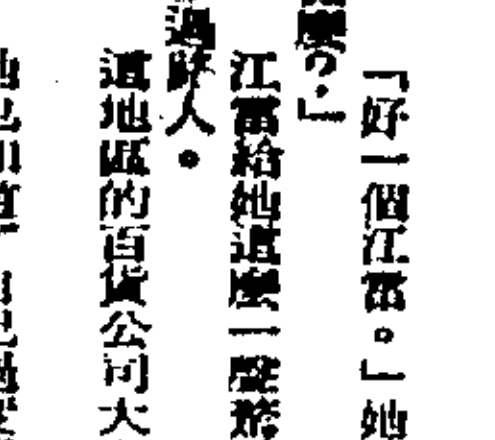 「好一個江雷。」她
麼？」
江雷給她這麼一聲
過路人。
這地區的百貨公司大